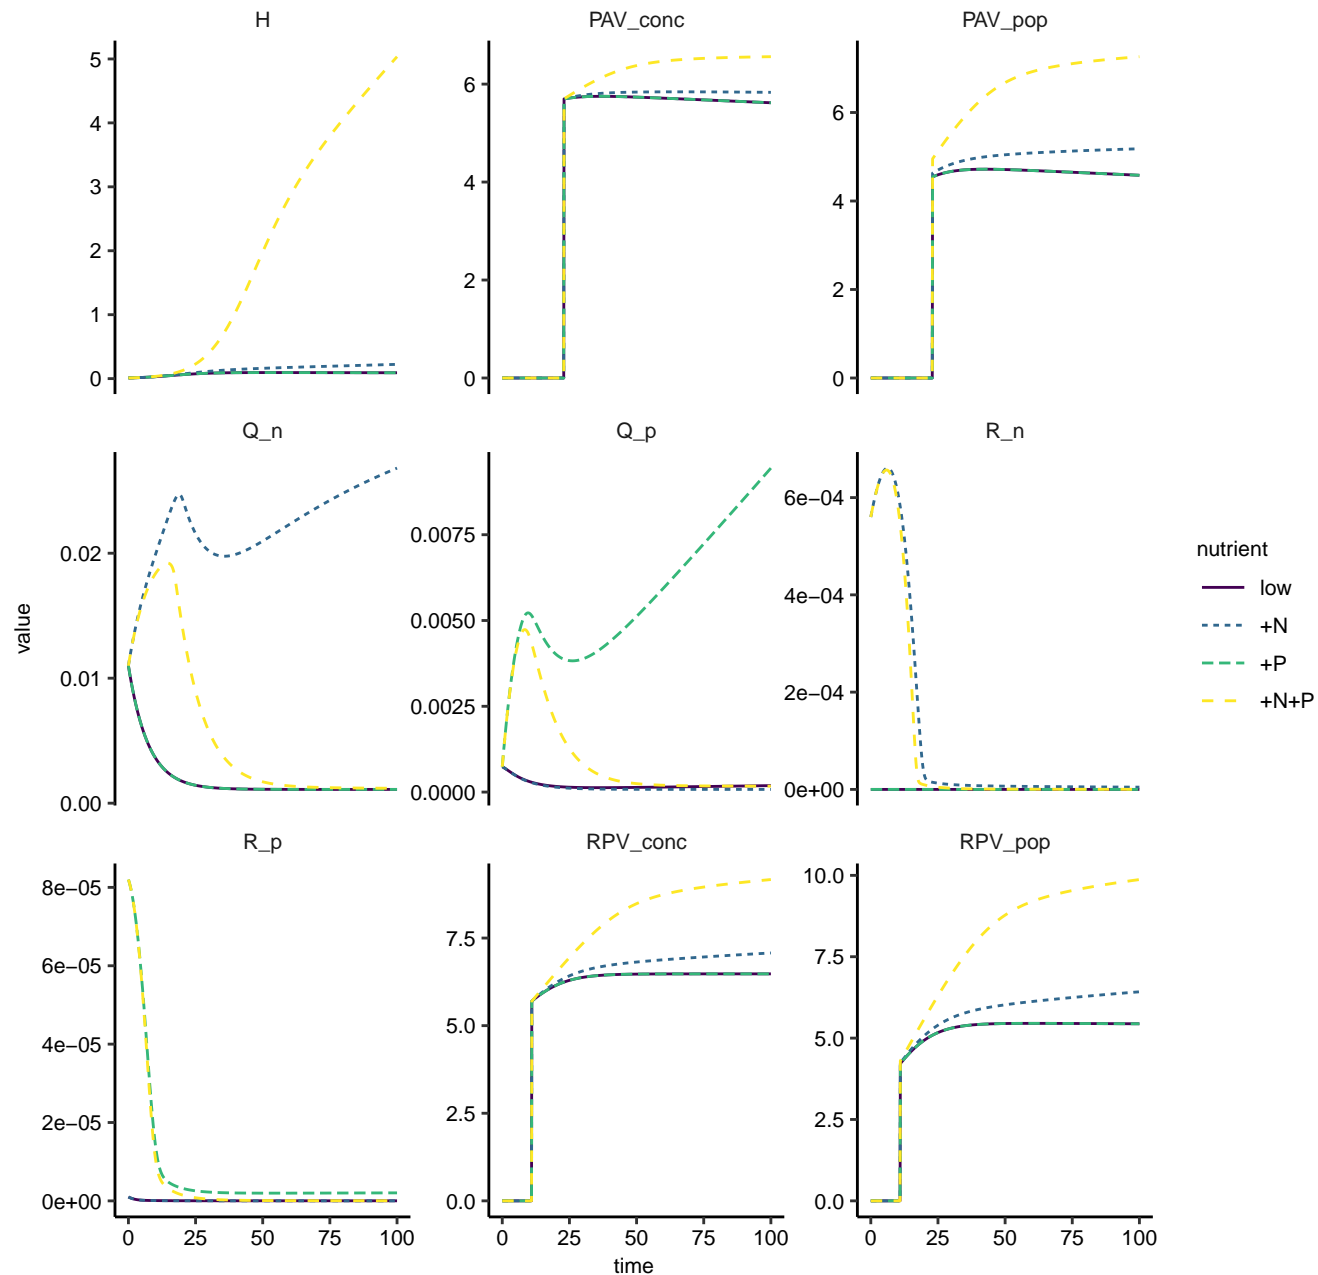 H
PAV_conc
PAV_pop
5
4
3
2
1
0
6
4
2
0
6
4
2
0
Q_n
Q_p
R_n
0.02
0.01
0.00
0.0075
0.0050
0.0025
0.0000
6e−04
4e−04
2e−04
0e+00
value
nutrient
low
+N
+P
+N+P
R_p
RPV_conc
RPV_pop
8e−05
6e−05
4e−05
2e−05
0e+00
7.5
5.0
2.5
0.0
10.0
7.5
5.0
2.5
0.0
0 25 50 75 100
0 25 50 75 100
0 25 50 75 100
time